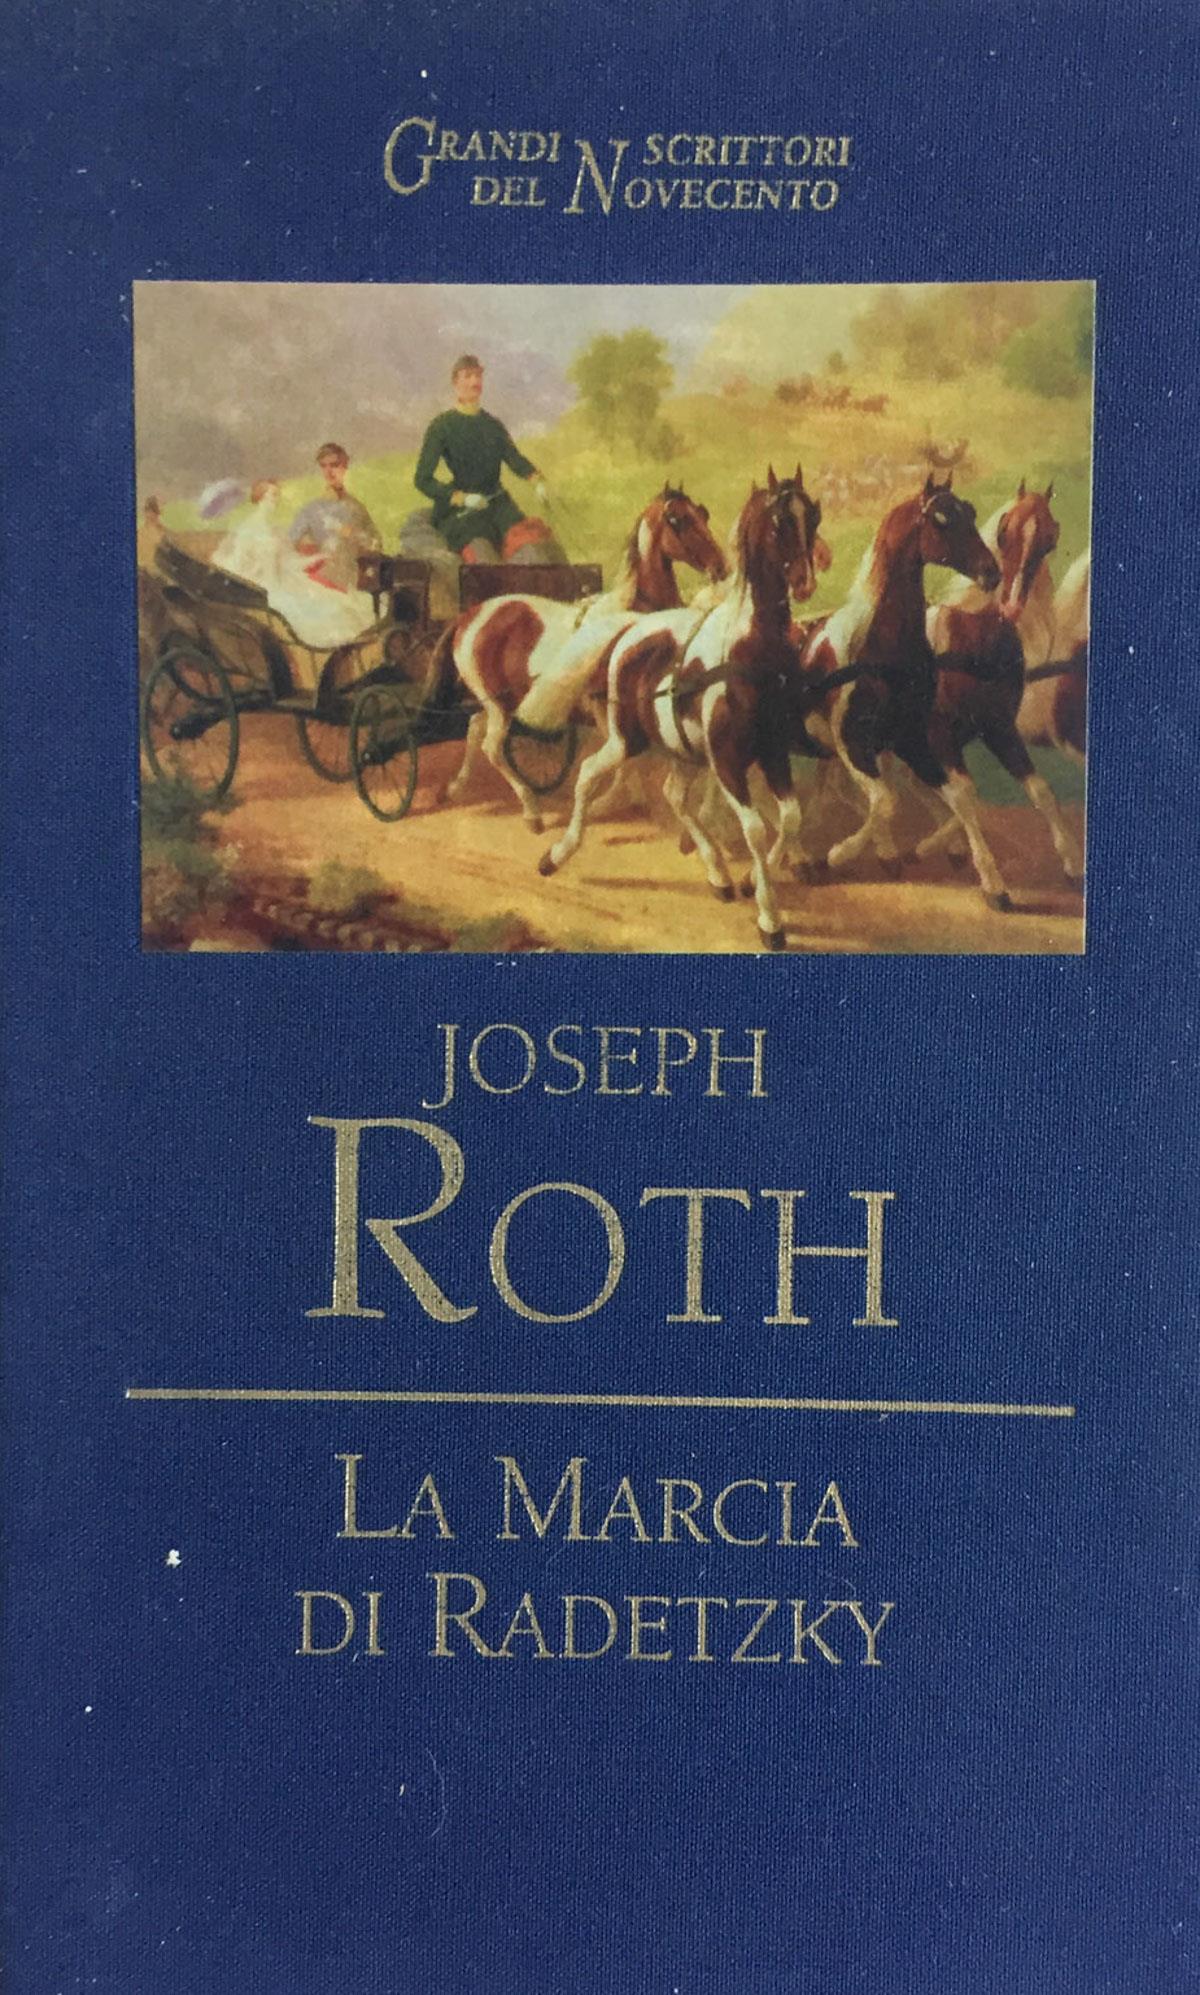 GRANDI SCRITTORI
DEL NOVECENTO
JOSEPH
ROTH
LA MARCIA
DI RADETZKY